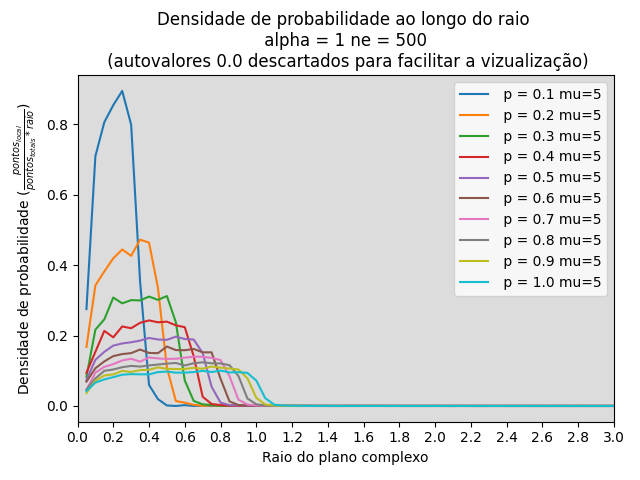 Densidade de probabilidade ao longo do raio
alpha = 1 ne = 500
(autovalores 0.0 descartados para facilitar a vizualização)
Densidade de probabilidade (pontos_local / pontos_totais * raio)
0.8
0.6
0.4
0.2
0.0
p = 0.1 mu=5
p = 0.2 mu=5
p = 0.3 mu=5
p = 0.4 mu=5
p = 0.5 mu=5
p = 0.6 mu=5
p = 0.7 mu=5
p = 0.8 mu=5
p = 0.9 mu=5
p = 1.0 mu=5
0.0 0.2 0.4 0.6 0.8 1.0 1.2 1.4 1.6 1.8 2.0 2.2 2.4 2.6 2.8 3.0
Raio do plano complexo